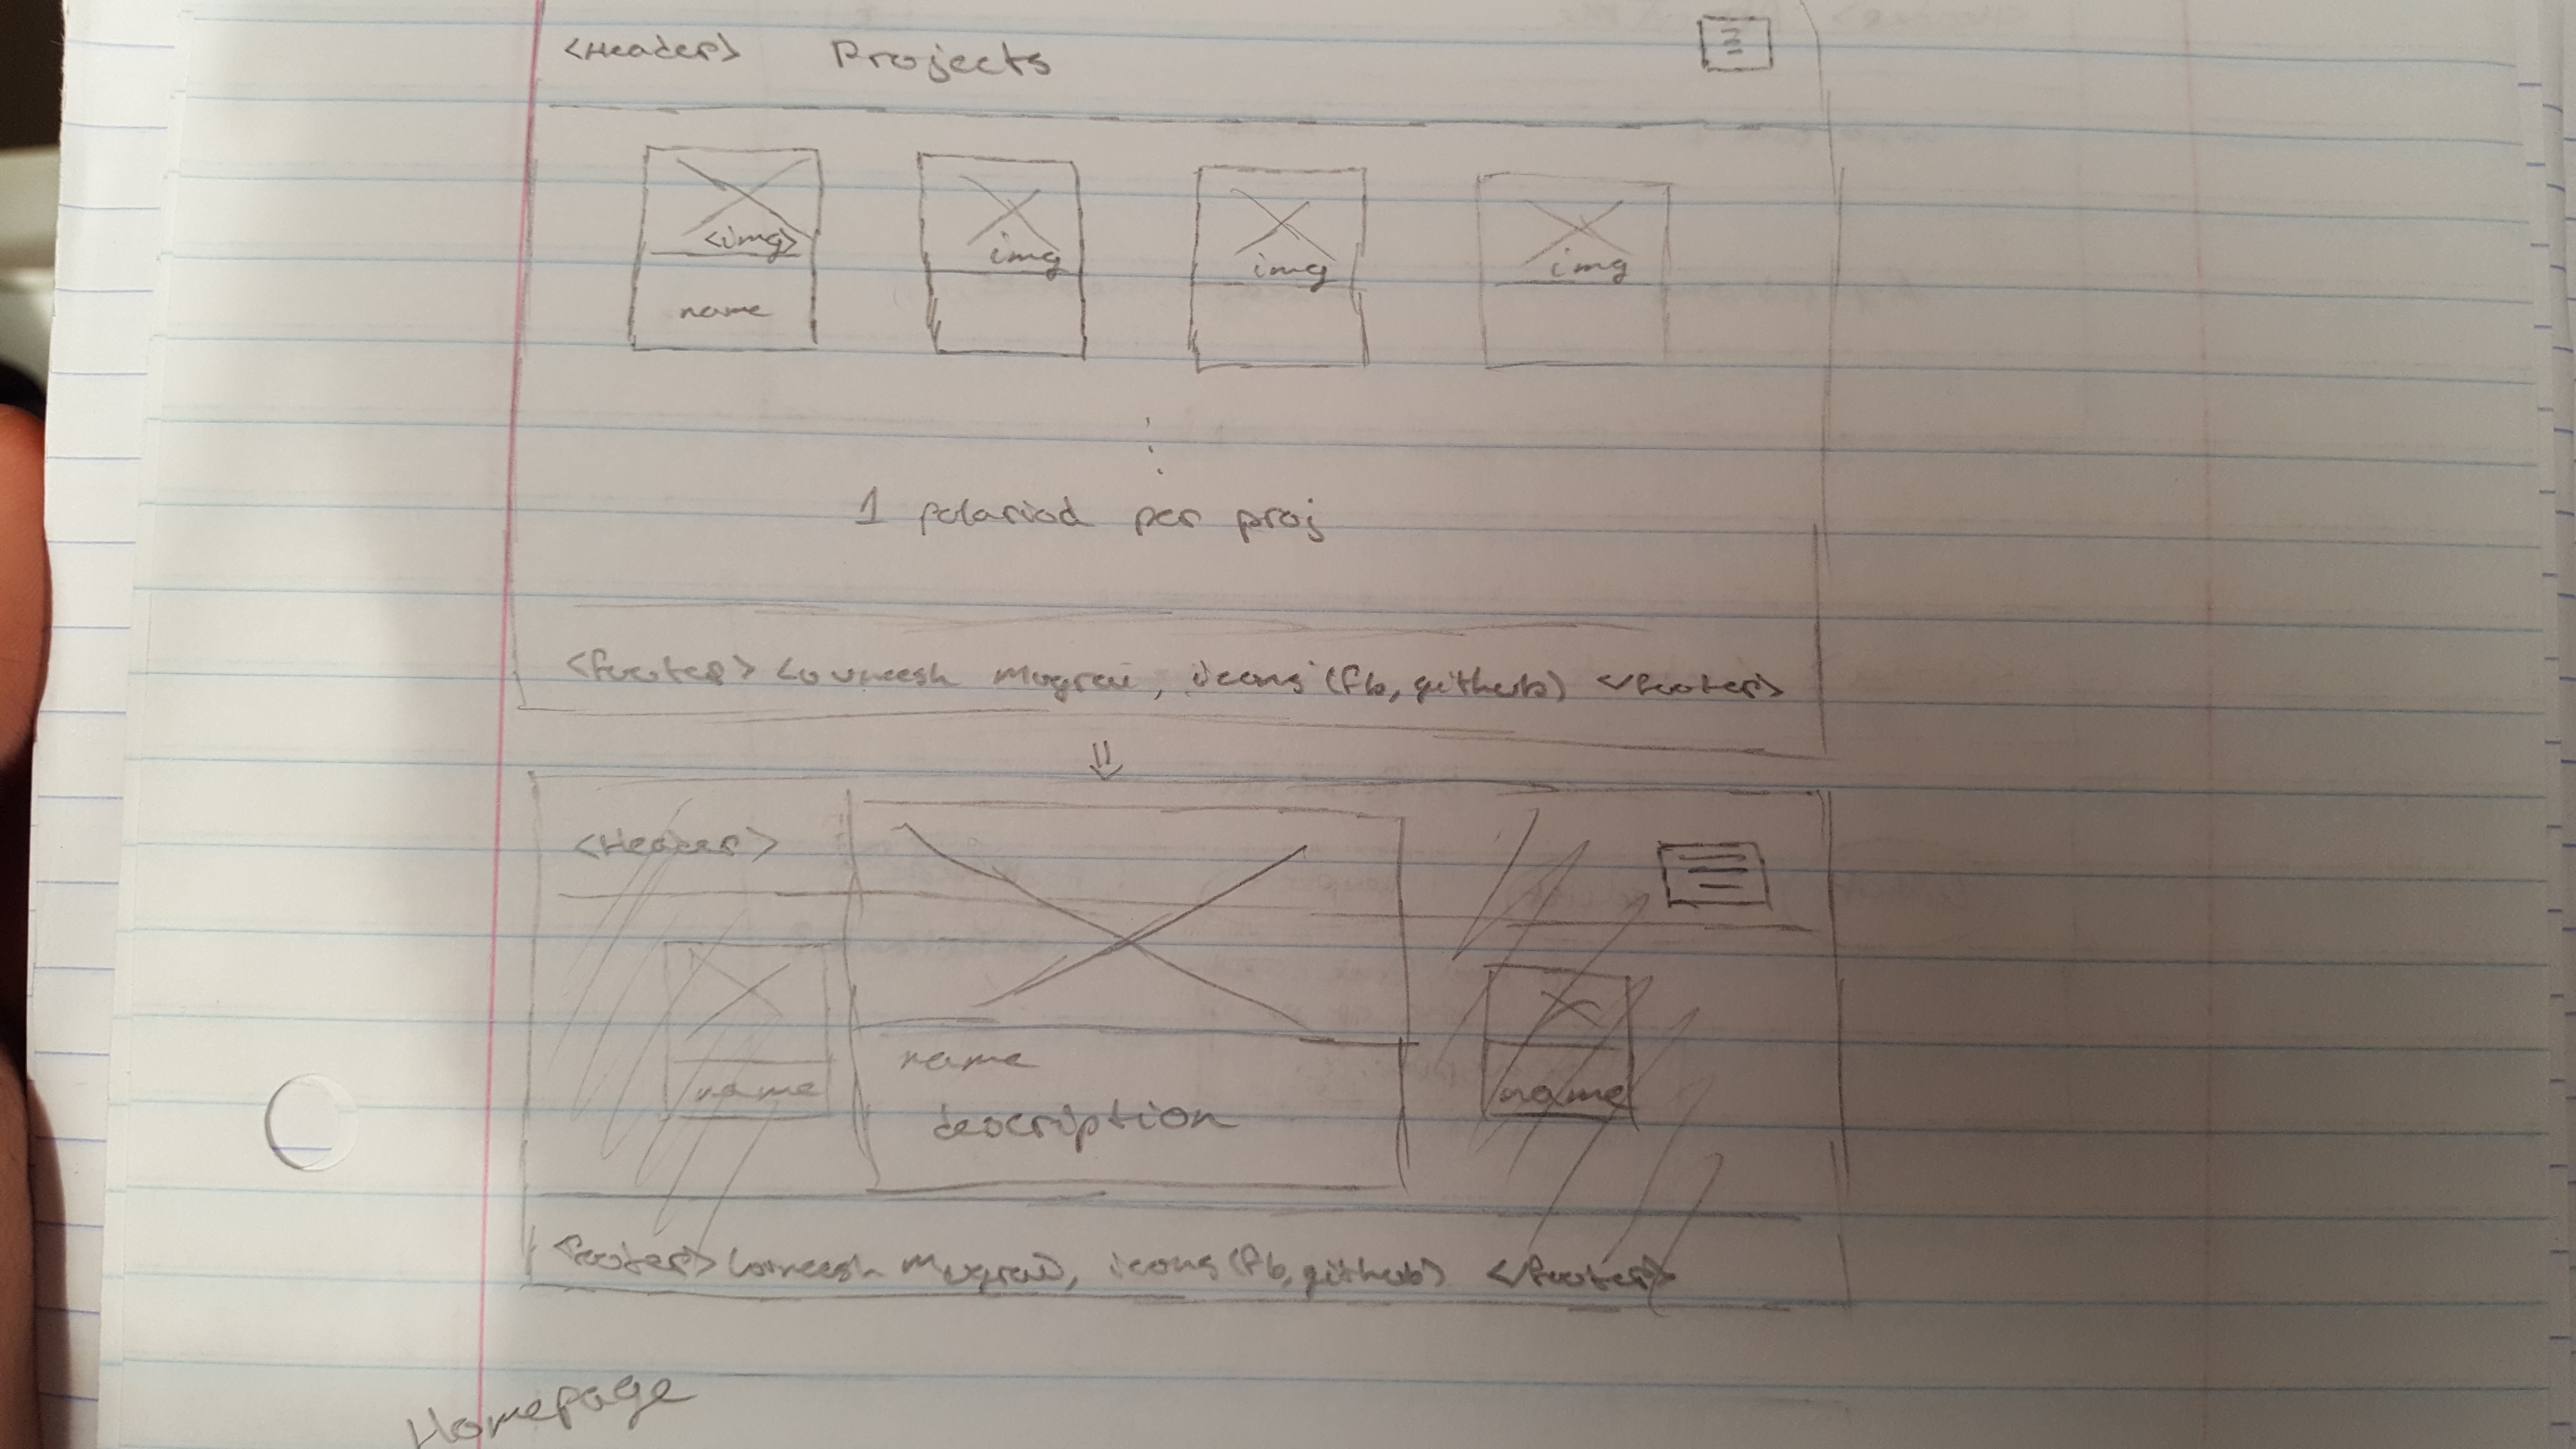 <Header> Projects
<img> img img img
name
1 polariod per proj
<footer> Lovneesh Mugrai, icons (fb, github) </footer>
<Header>
name
name
name
description
<footer> Lovneesh Mugrai, icons (fb, github) </footer>
Homepage